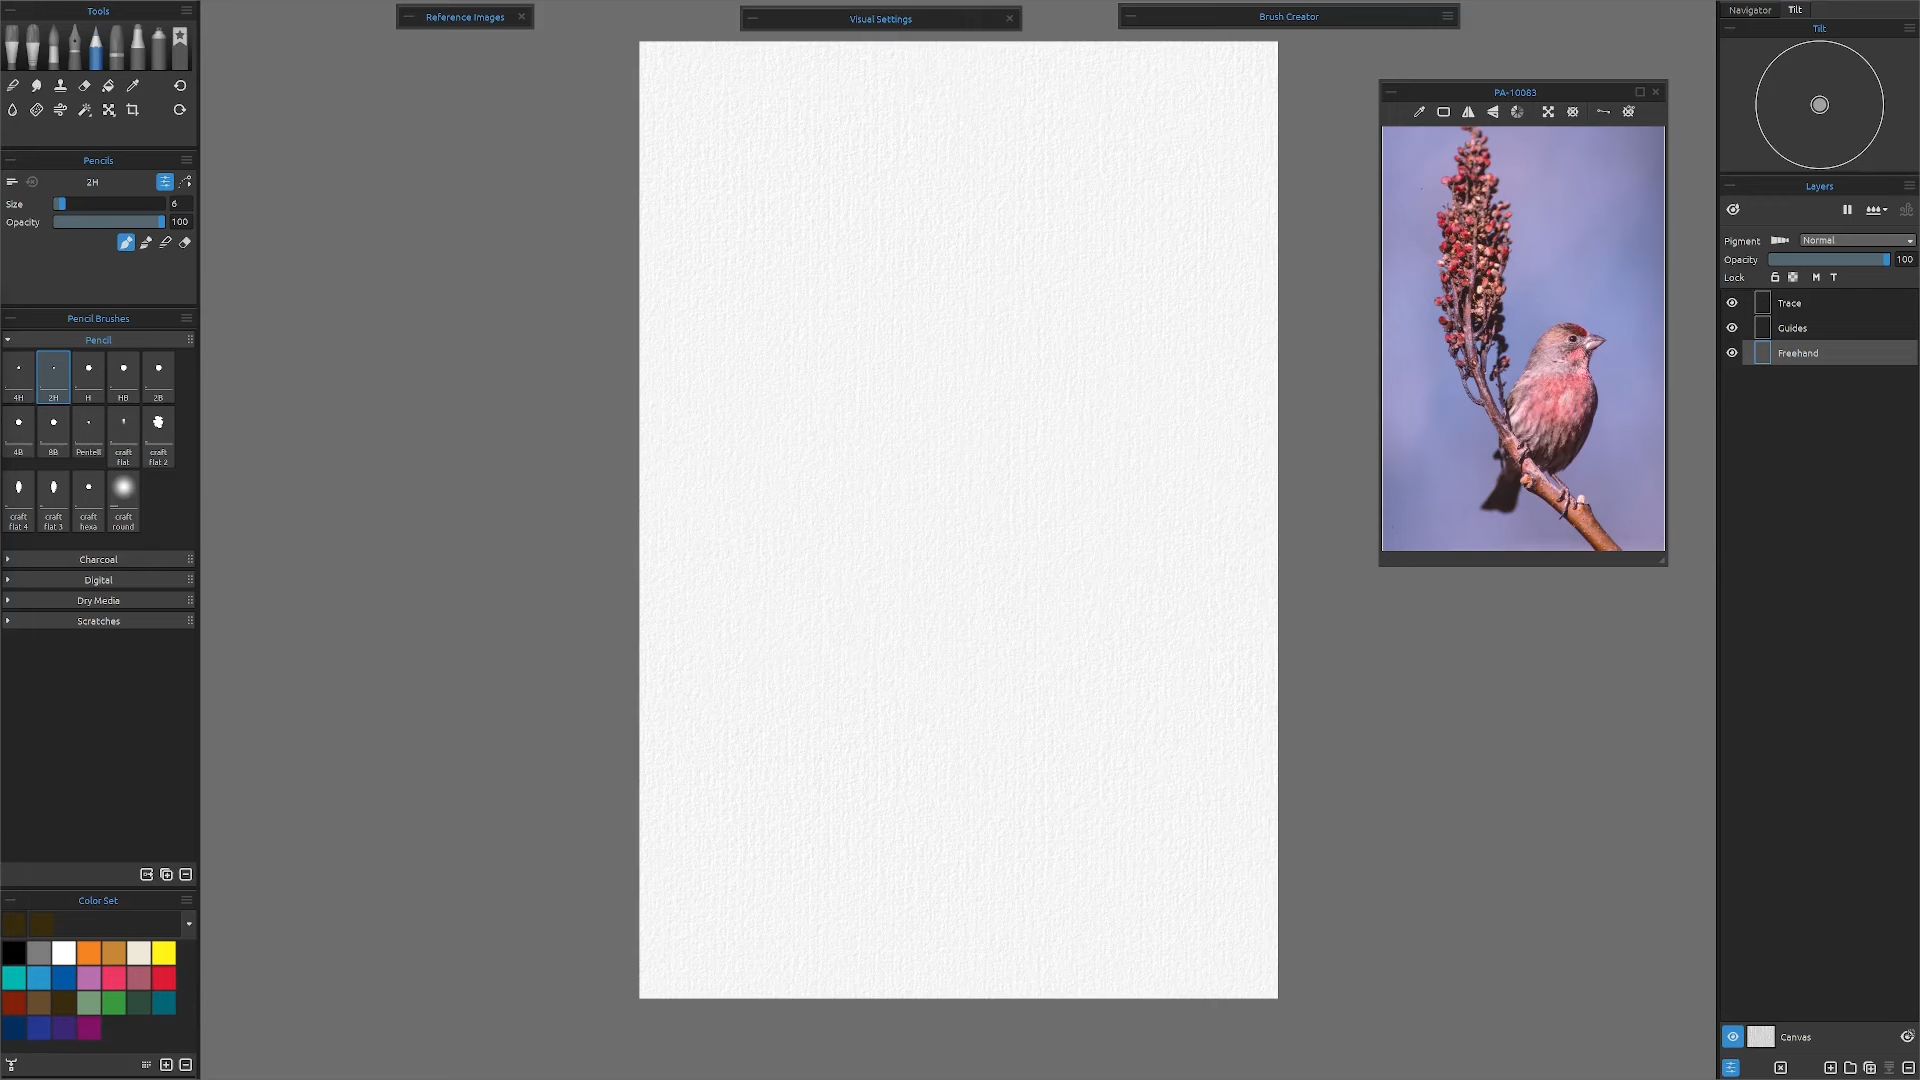 Tools
Reference Images
Visual Settings
Brush Creator
Navigator
Tilt
Tilt
Pencils
2H
Size
6
Opacity
100
PA-10083
Layers
Pigment
Normal
Opacity
100
Lock
M
T
Trace
Guides
Freehand
Pencil Brushes
Pencil
4H
2H
H
HB
2B
4B
8B
Pentell
craft flat
craft flat 2
craft flat 4
craft flat 3
craft hexa
craft round
Charcoal
Digital
Dry Media
Scratches
Color Set
Canvas